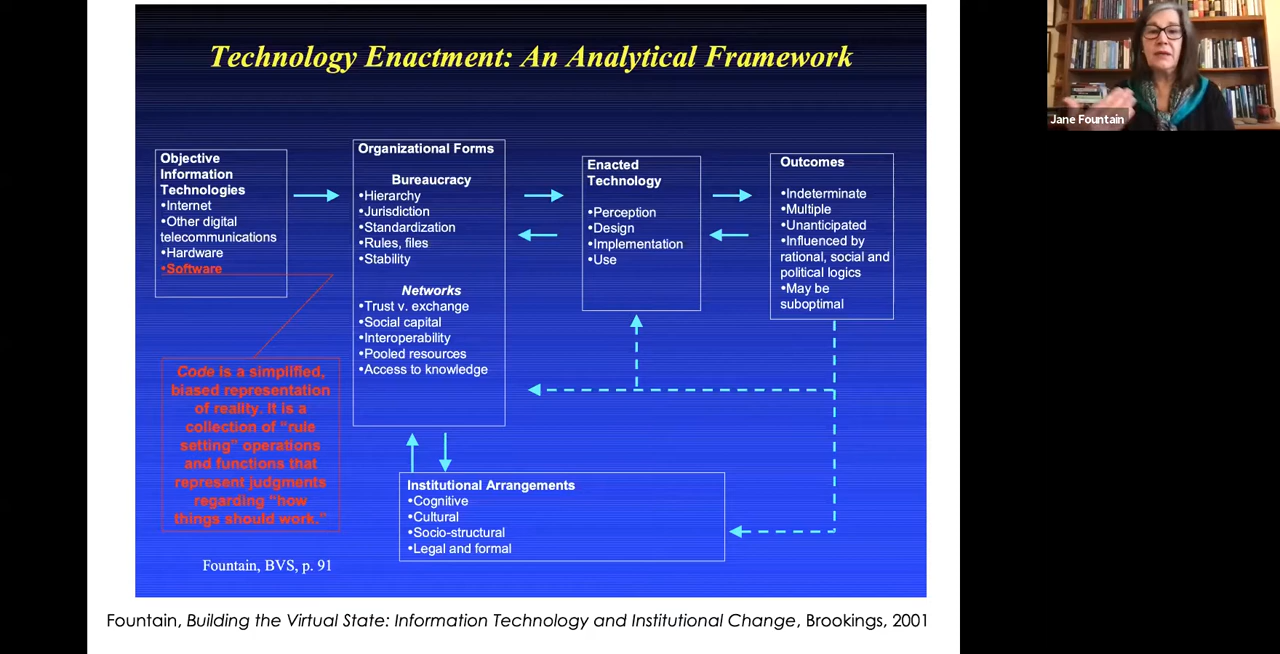 Technology Enactment: An Analytical Framework
Objective
Information
Technologies
•Internet
•Other digital
telecommunications
•Hardware
•Software
Organizational Forms
Bureaucracy
•Hierarchy
•Jurisdiction
•Standardization
•Rules, files
•Stability
Networks
•Trust v. exchange
•Social capital
•Interoperability
•Pooled resources
•Access to knowledge
Enacted
Technology
•Perception
•Design
•Implementation
•Use
Outcomes
•Indeterminate
•Multiple
•Unanticipated
•Influenced by
rational, social and
political logics
•May be
suboptimal
Code is a simplified,
biased representation
of reality. It is a
collection of “rule
setting” operations
and functions that
represent judgments
regarding “how
things should work.”
Institutional Arrangements
•Cognitive
•Cultural
•Socio-structural
•Legal and formal
Fountain, BVS, p. 91
Fountain, Building the Virtual State: Information Technology and Institutional Change, Brookings, 2001
Jane Fountain